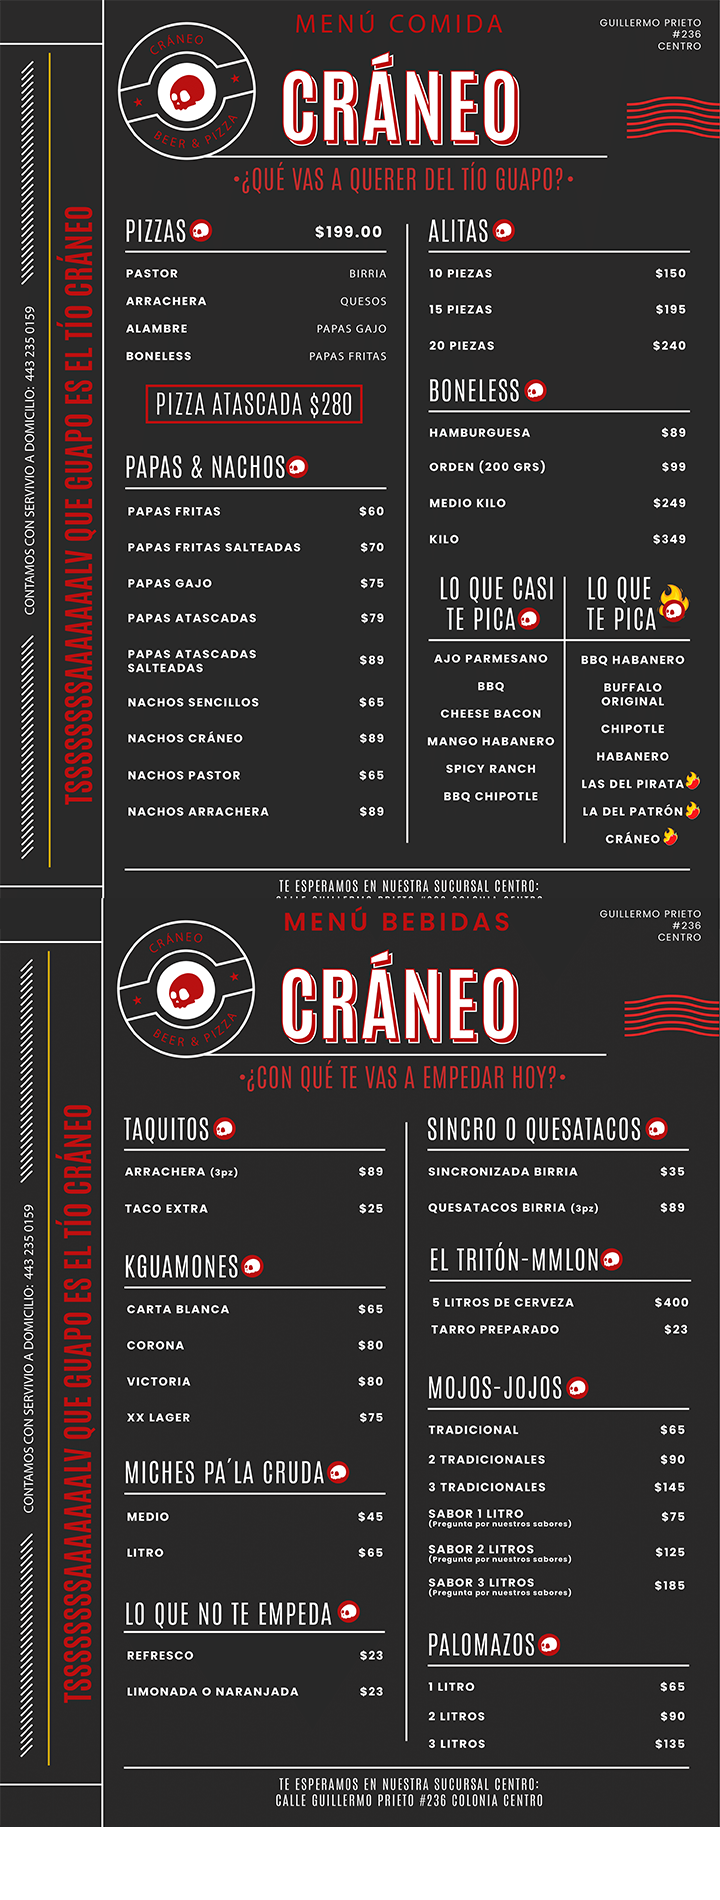 MENÚ COMIDA
GUILLERMO PRIETO
#236
CENTRO
CRÁNEO
BEER & PIZZA
CRÁNEO
•¿QUÉ VAS A QUERER DEL TÍO GUAPO?•
CONTAMOS CON SERVIVIO A DOMICILIO: 443 235 0159
TSSSSSSSSAAAAAAALV QUE GUAPO ES EL TÍO CRÁNEO
PIZZAS $199.00
PASTOR BIRRIA
ARRACHERA QUESOS
ALAMBRE PAPAS GAJO
BONELESS PAPAS FRITAS
PIZZA ATASCADA $280
PAPAS & NACHOS
PAPAS FRITAS $60
PAPAS FRITAS SALTEADAS $70
PAPAS GAJO $75
PAPAS ATASCADAS $79
PAPAS ATASCADAS
SALTEADAS $89
NACHOS SENCILLOS $65
NACHOS CRÁNEO $89
NACHOS PASTOR $65
NACHOS ARRACHERA $89
ALITAS
10 PIEZAS $150
15 PIEZAS $195
20 PIEZAS $240
BONELESS
HAMBURGUESA $89
ORDEN (200 GRS) $99
MEDIO KILO $249
KILO $349
LO QUE CASI
TE PICA
AJO PARMESANO
BBQ
CHEESE BACON
MANGO HABANERO
SPICY RANCH
BBQ CHIPOTLE
LO QUE
TE PICA
BBQ HABANERO
BUFFALO
ORIGINAL
CHIPOTLE
HABANERO
LAS DEL PIRATA
LA DEL PATRÓN
CRÁNEO
TE ESPERAMOS EN NUESTRA SUCURSAL CENTRO:
MENÚ BEBIDAS
GUILLERMO PRIETO
#236
CENTRO
CRÁNEO
BEER & PIZZA
CRÁNEO
•¿CON QUÉ TE VAS A EMPEDAR HOY?•
CONTAMOS CON SERVIVIO A DOMICILIO: 443 235 0159
TSSSSSSSSAAAAAAALV QUE GUAPO ES EL TÍO CRÁNEO
TAQUITOS
ARRACHERA (3pz) $89
TACO EXTRA $25
KGUAMONES
CARTA BLANCA $65
CORONA $80
VICTORIA $80
XX LAGER $75
MICHES PA´LA CRUDA
MEDIO $45
LITRO $65
LO QUE NO TE EMPEDA
REFRESCO $23
LIMONADA O NARANJADA $23
SINCRO O QUESATACOS
SINCRONIZADA BIRRIA $35
QUESATACOS BIRRIA (3pz) $89
EL TRITÓN-MMLON
5 LITROS DE CERVEZA $400
TARRO PREPARADO $23
MOJOS-JOJOS
TRADICIONAL $65
2 TRADICIONALES $90
3 TRADICIONALES $145
SABOR 1 LITRO $75
(Pregunta por nuestros sabores)
SABOR 2 LITROS $125
(Pregunta por nuestros sabores)
SABOR 3 LITROS $185
(Pregunta por nuestros sabores)
PALOMAZOS
1 LITRO $65
2 LITROS $90
3 LITROS $135
TE ESPERAMOS EN NUESTRA SUCURSAL CENTRO:
CALLE GUILLERMO PRIETO #236 COLONIA CENTRO